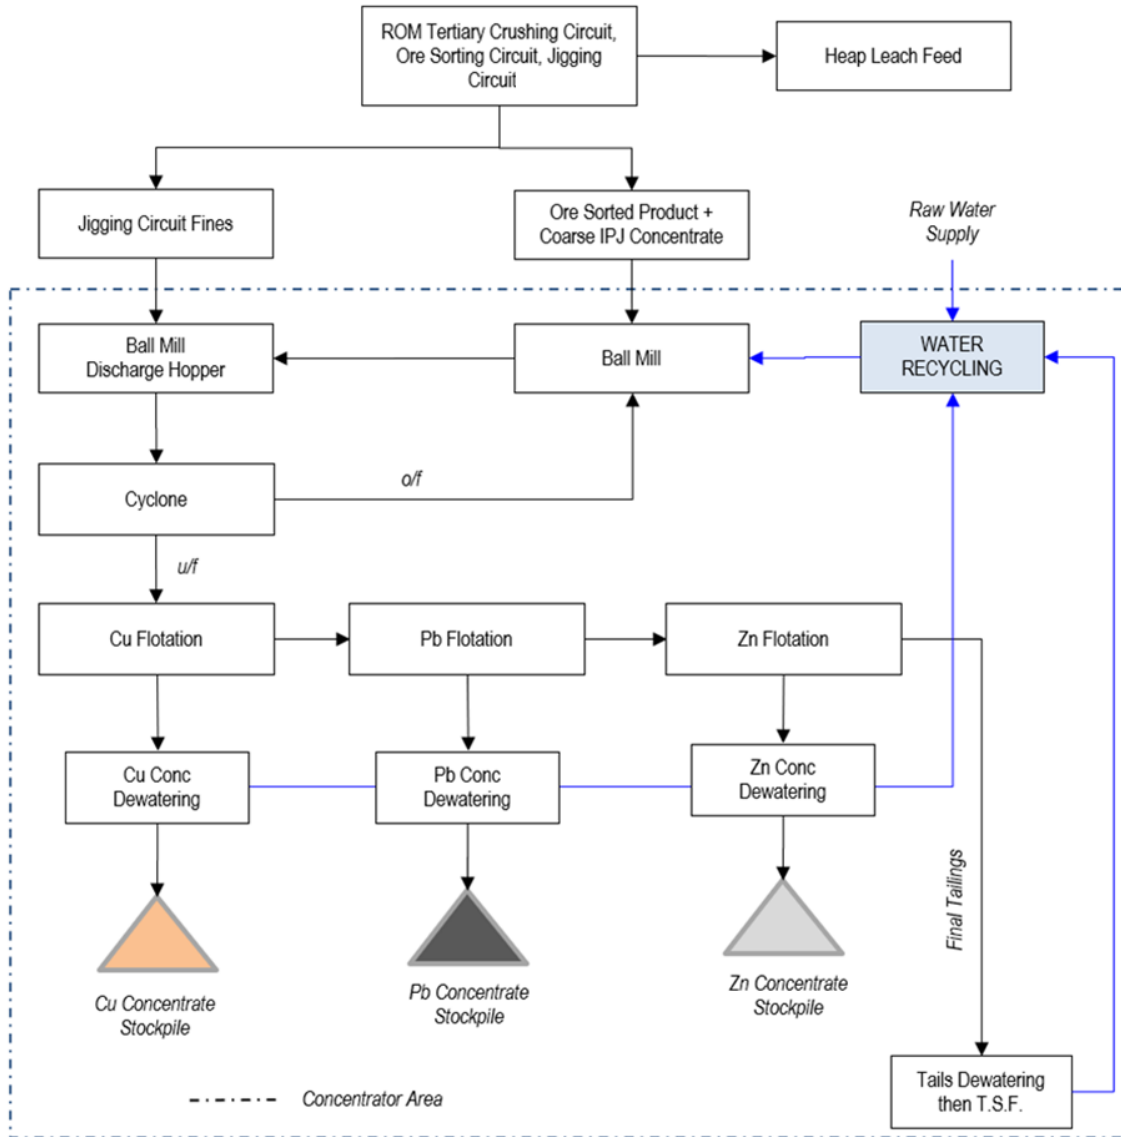 ROM Tertiary Crushing Circuit,
Ore Sorting Circuit, Jigging
Circuit
Heap Leach Feed
Jigging Circuit Fines
Ore Sorted Product +
Coarse IPJ Concentrate
Raw Water
Supply
Ball Mill
Discharge Hopper
Ball Mill
WATER
RECYCLING
Cyclone
o/f
u/f
Cu Flotation
Pb Flotation
Zn Flotation
Cu Conc
Dewatering
Pb Conc
Dewatering
Zn Conc
Dewatering
Final Tailings
Cu Concentrate
Stockpile
Pb Concentrate
Stockpile
Zn Concentrate
Stockpile
Tails Dewatering
then T.S.F.
Concentrator Area